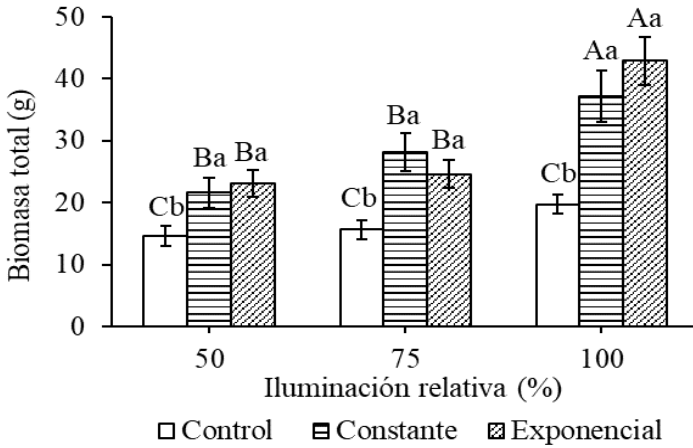 Biomasa total (g)
50
40
30
20
10
0
Cb
Ba
Ba
Cb
Ba
Ba
Cb
Aa
Aa
50
75
100
Iluminación relativa (%)
Control
Constante
Exponencial